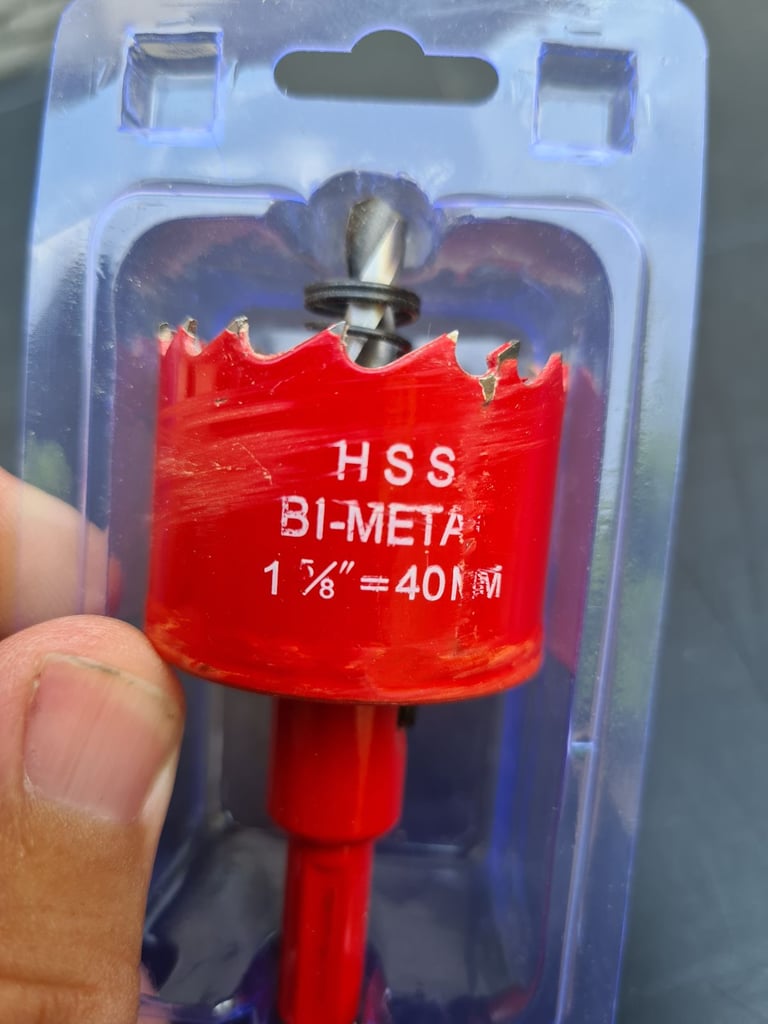 HSS
BI-META
1 5/8" = 40MM